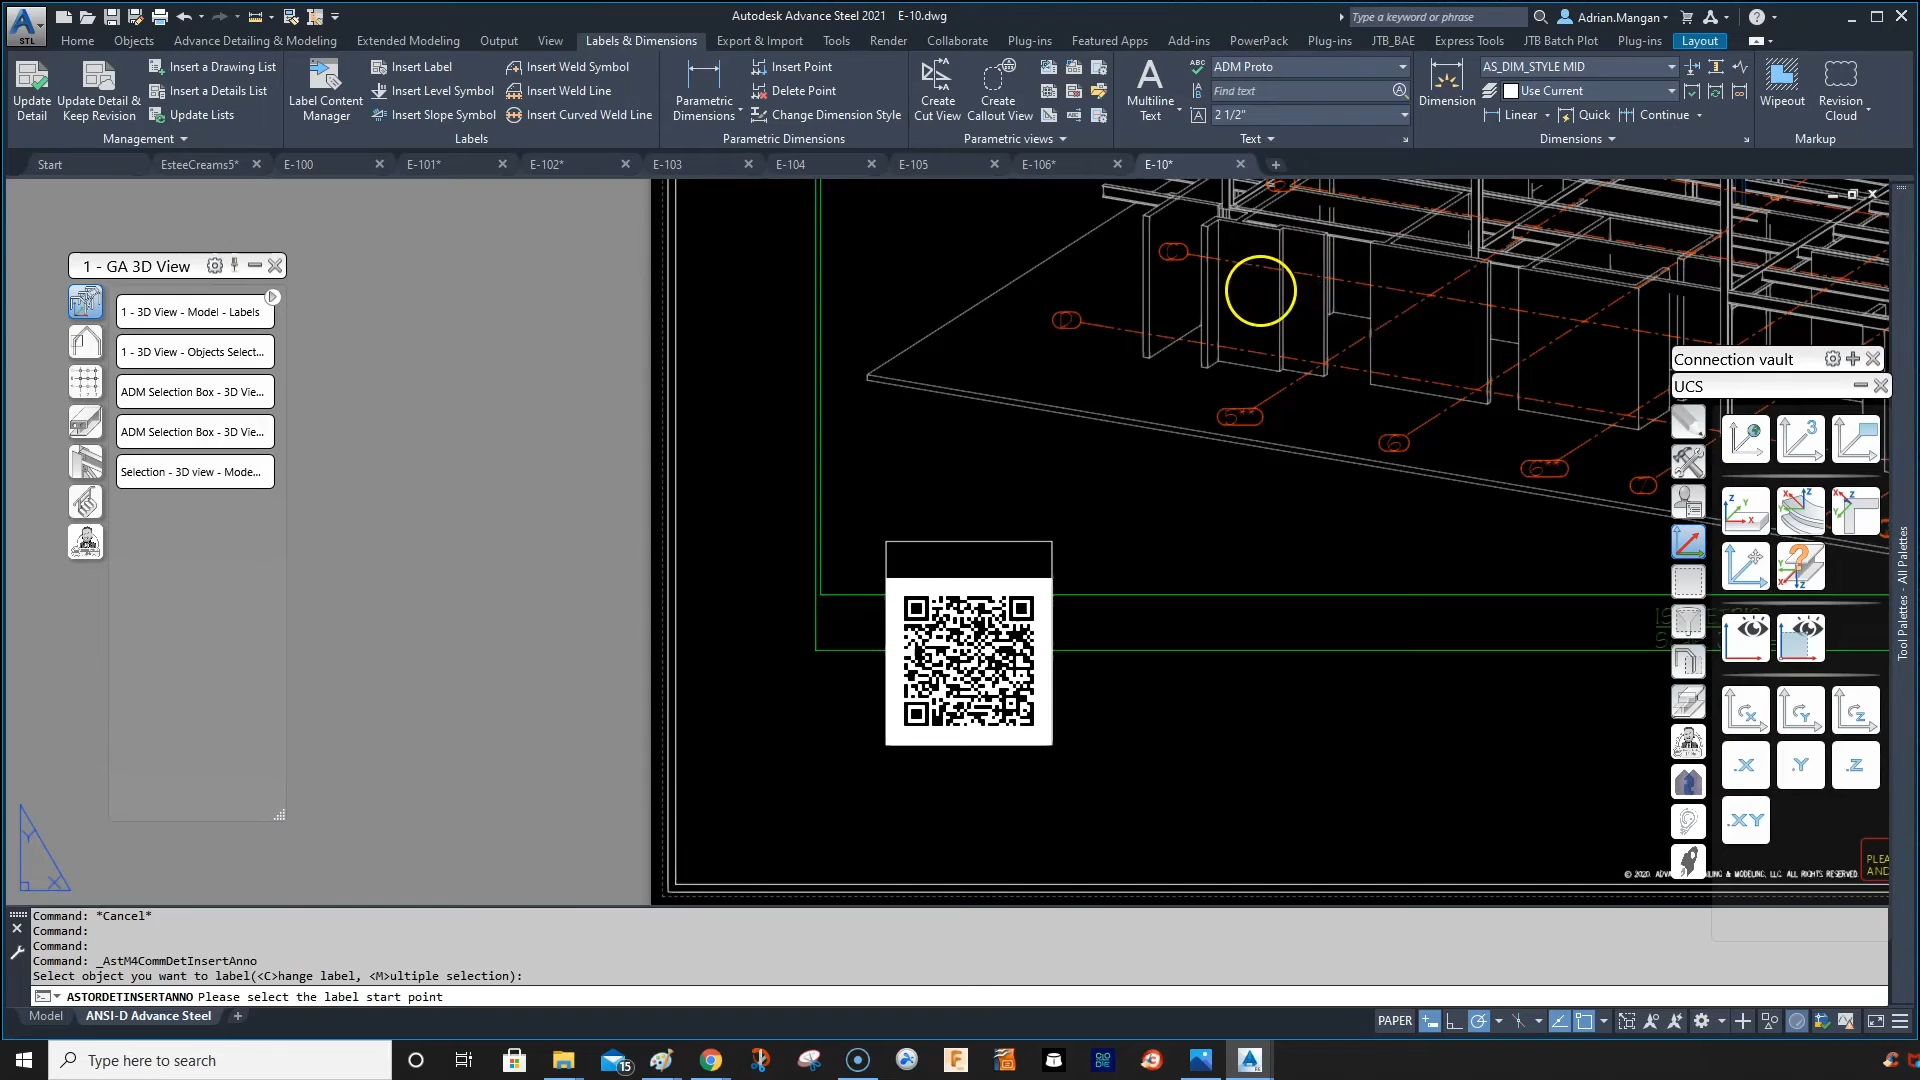 Autodesk Advance Steel 2021 E-10.dwg
Type a keyword or phrase
Adrian.Mangan
STL
Home Objects Advance Detailing & Modeling Extended Modeling Output View Labels & Dimensions Export & Import Tools Render Collaborate Plug-ins Featured Apps Add-ins PowerPack Plug-ins JTB_BAE Express Tools JTB Batch Plot Plug-ins Layout
Update Detail
Update Detail & Keep Revision
Insert a Drawing List
Insert a Details List
Update Lists
Management
Label Content Manager
Insert Label
Insert Level Symbol
Insert Slope Symbol
Insert Weld Symbol
Insert Weld Line
Insert Curved Weld Line
Labels
Parametric Dimensions
Insert Point
Delete Point
Change Dimension Style
Parametric Dimensions
Create Cut View
Create Callout View
Parametric views
Multiline Text
ABC
ADM Proto
Find text
2 1/2"
Text
Dimension
AS_DIM_STYLE MID
Use Current
Linear
Quick
Continue
Dimensions
Wipeout
Revision Cloud
Markup
Start EsteeCreams5* E-100 E-101* E-102* E-103 E-104 E-105 E-106* E-10*
1 - GA 3D View
1 - 3D View - Model - Labels
1 - 3D View - Objects Select...
ADM Selection Box - 3D Vie...
ADM Selection Box - 3D Vie...
Selection - 3D view - Mode...
Connection vault
UCS
3
.X
.Y
.Z
.XY
Tool Palettes - All Palettes
Command: *Cancel*
Command:
Command:
Command: _AstM4CommDetInsertAnno
Select object you want to label(<C>hange label, <M>ultiple selection):
ASTORDETINSERTANNO Please select the label start point
Model ANSI-D Advance Steel
PAPER
Type here to search
15